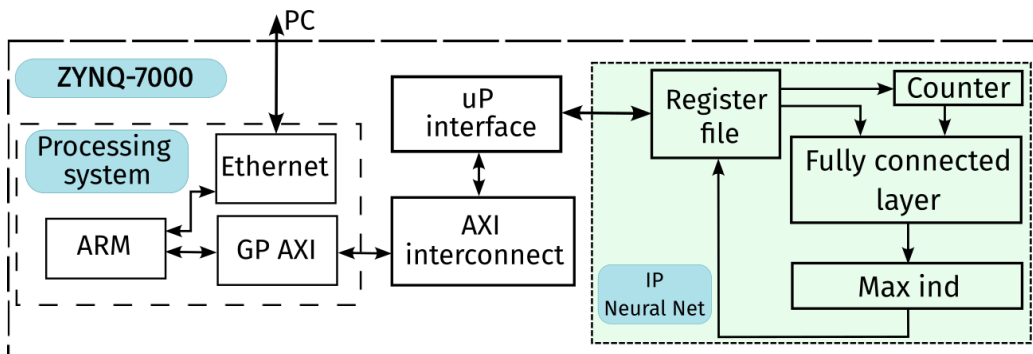 PC
ZYNQ-7000
Processing
system
Ethernet
ARM
GP AXI
uP
interface
AXI
interconnect
Register
file
Counter
Fully connected
layer
Max ind
IP
Neural Net